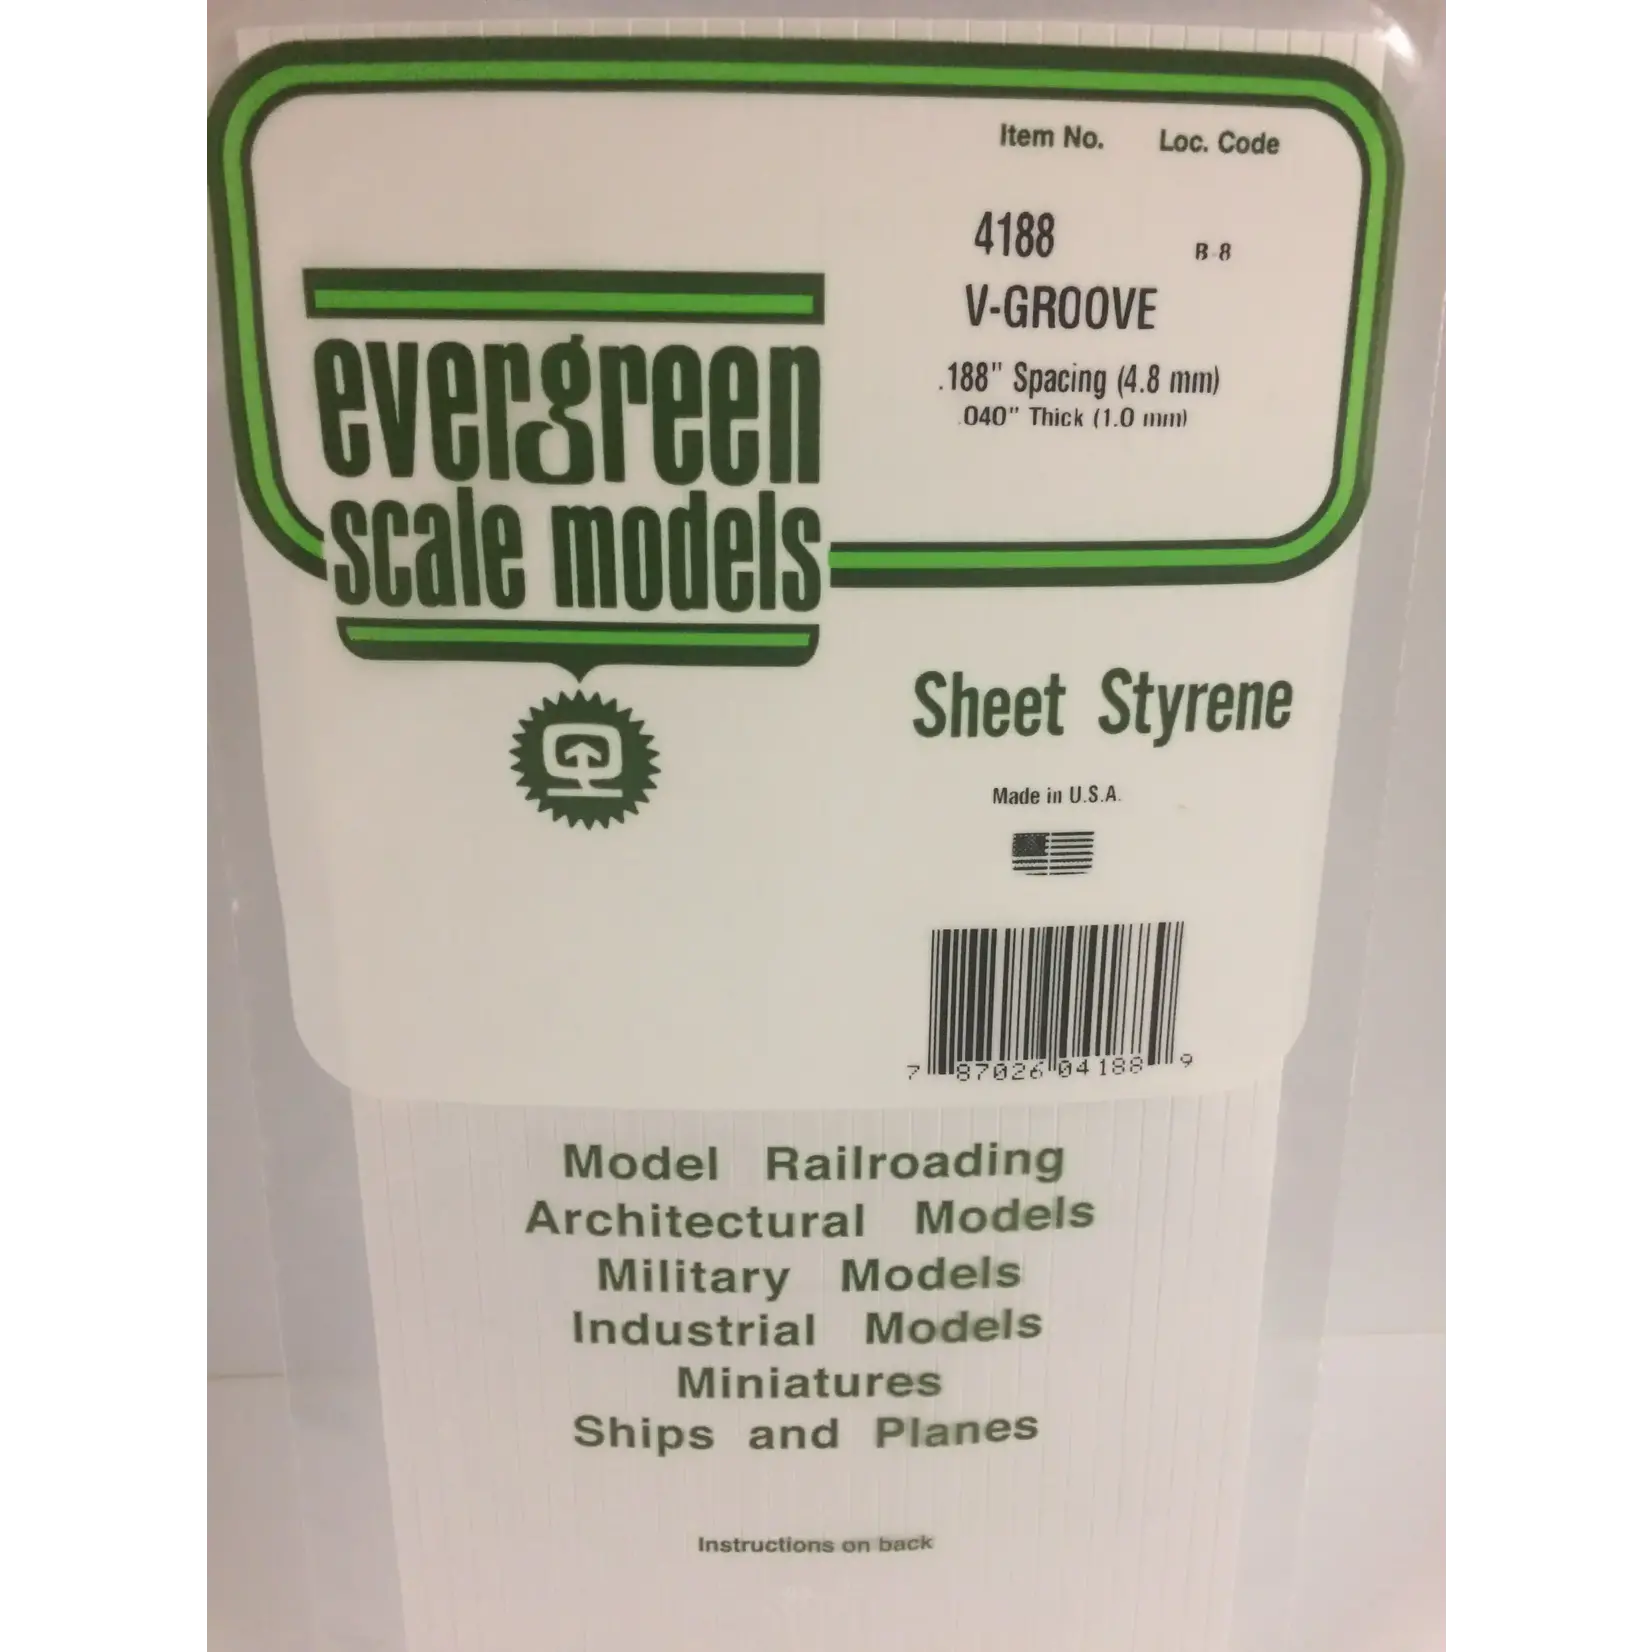 Item No. Loc. Code
4188 B-8
V-GROOVE
.188" Spacing (4.8 mm)
.040" Thick (1.0 mm)
evergreen
scale models
Sheet Styrene
Made in U.S.A.
7 87026 04188 9
Model Railroading
Architectural Models
Military Models
Industrial Models
Miniatures
Ships and Planes
Instructions on back